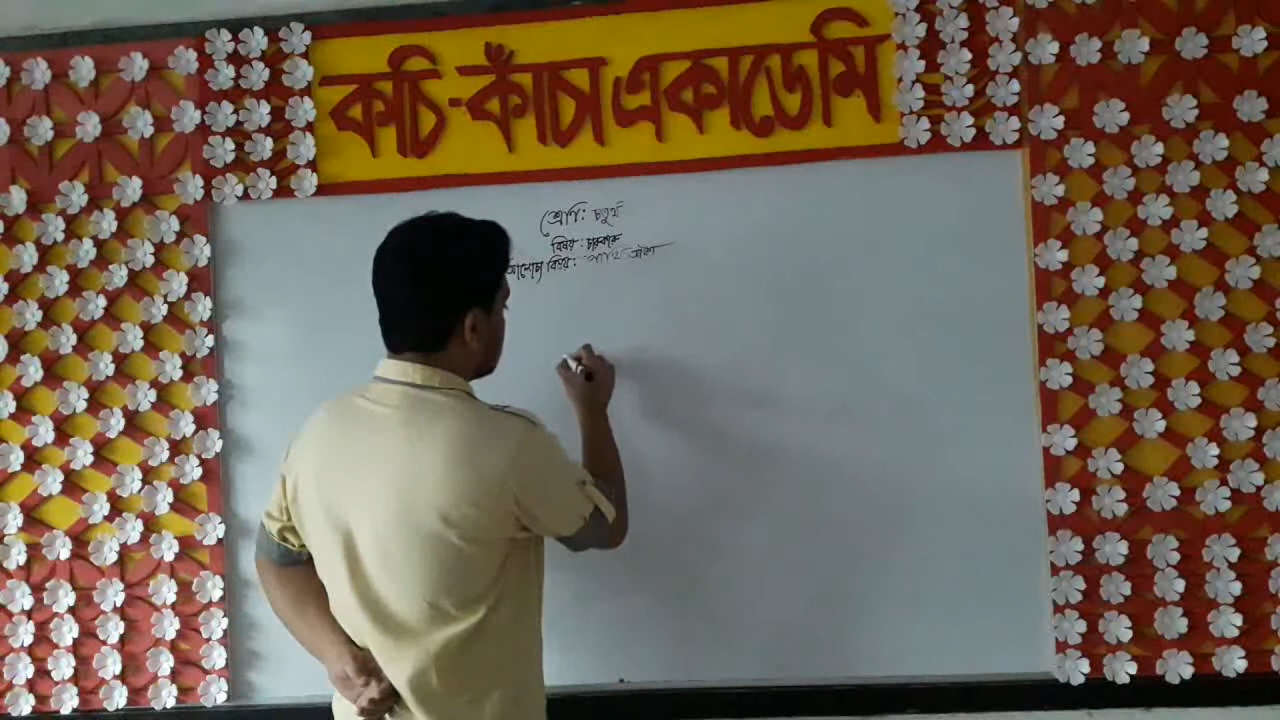 কচি-কাঁচা একাডেমি
শ্রেণি: চতুর্থ
বিষয়: চারুকারু
আলোচ্য বিষয়: পাখি আঁকা